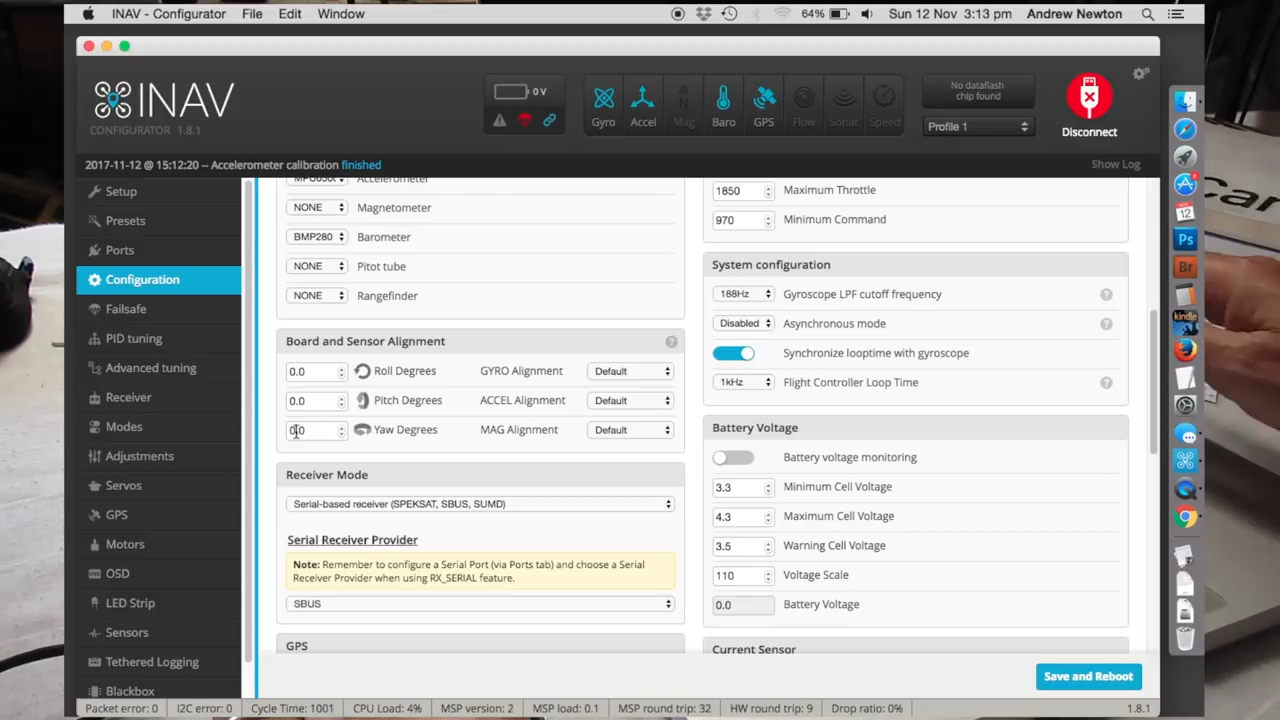 INAV - Configurator File Edit Window 64% Sun 12 Nov 3:13 pm Andrew Newton
INAV
CONFIGURATOR 1.8.1
0 V
Gyro Accel Mag Baro GPS Flow Sonar Speed
No dataflash
chip found
Profile 1
Disconnect
2017-11-12 @ 15:12:20 -- Accelerometer calibration finished
Show Log
Setup
Presets
Ports
Configuration
Failsafe
PID tuning
Advanced tuning
Receiver
Modes
Adjustments
Servos
GPS
Motors
OSD
LED Strip
Sensors
Tethered Logging
Blackbox
Accelerometer
NONE Magnetometer
BMP280 Barometer
NONE Pitot tube
NONE Rangefinder
Board and Sensor Alignment
0.0 Roll Degrees GYRO Alignment Default
0.0 Pitch Degrees ACCEL Alignment Default
0.0 Yaw Degrees MAG Alignment Default
Receiver Mode
Serial-based receiver (SPEKSAT, SBUS, SUMD)
Serial Receiver Provider
Note: Remember to configure a Serial Port (via Ports tab) and choose a Serial
Receiver Provider when using RX_SERIAL feature.
SBUS
GPS
1850 Maximum Throttle
970 Minimum Command
System configuration
188Hz Gyroscope LPF cutoff frequency
Disabled Asynchronous mode
Synchronize looptime with gyroscope
1kHz Flight Controller Loop Time
Battery Voltage
Battery voltage monitoring
3.3 Minimum Cell Voltage
4.3 Maximum Cell Voltage
3.5 Warning Cell Voltage
110 Voltage Scale
0.0 Battery Voltage
Current Sensor
Save and Reboot
Packet error: 0 I2C error: 0 Cycle Time: 1001 CPU Load: 4% MSP version: 2 MSP load: 0.1 MSP round trip: 32 HW round trip: 9 Drop ratio: 0% 1.8.1
Car
12
Ps
Br
kindle